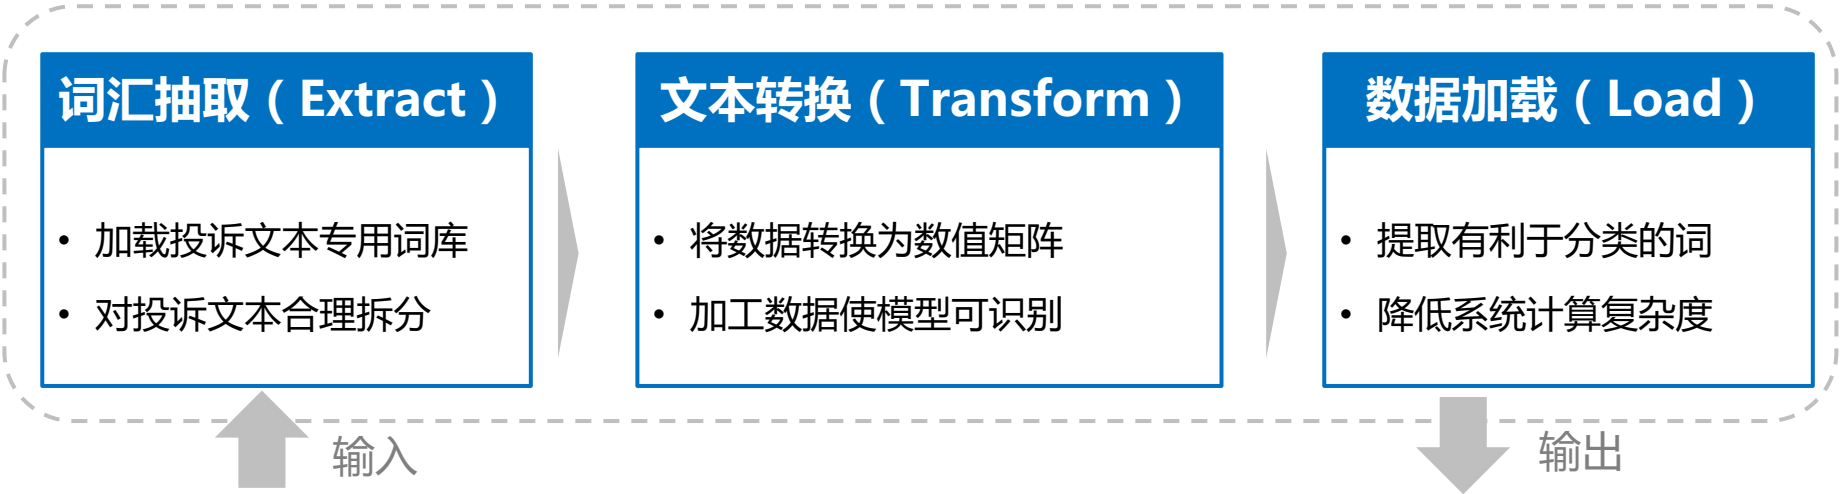 词汇抽取（Extract）
• 加载投诉文本专用词库
• 对投诉文本合理拆分
文本转换（Transform）
• 将数据转换为数值矩阵
• 加工数据使模型可识别
数据加载（Load）
• 提取有利于分类的词
• 降低系统计算复杂度
输入
输出